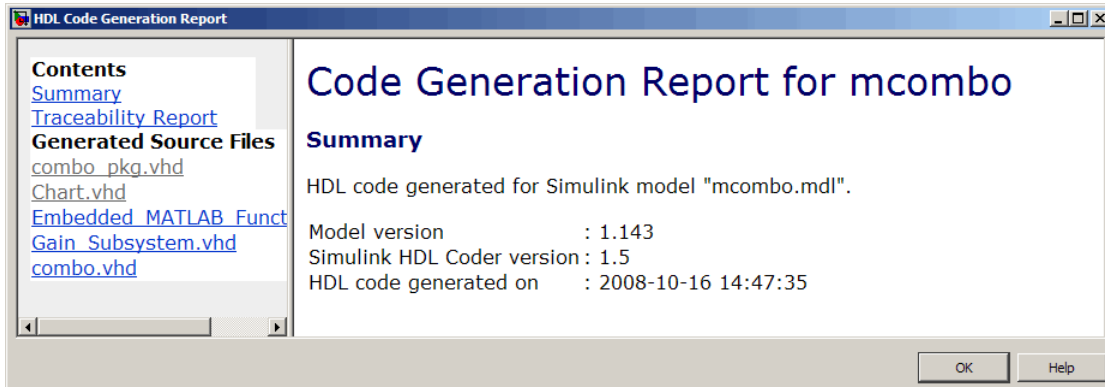 HDL Code Generation Report
Contents
Summary
Traceability Report
Generated Source Files
combo_pkg.vhd
Chart.vhd
Embedded_MATLAB_Funct
Gain_Subsystem.vhd
combo.vhd
Code Generation Report for mcombo
Summary
HDL code generated for Simulink model "mcombo.mdl".
Model version : 1.143
Simulink HDL Coder version : 1.5
HDL code generated on : 2008-10-16 14:47:35
OK
Help